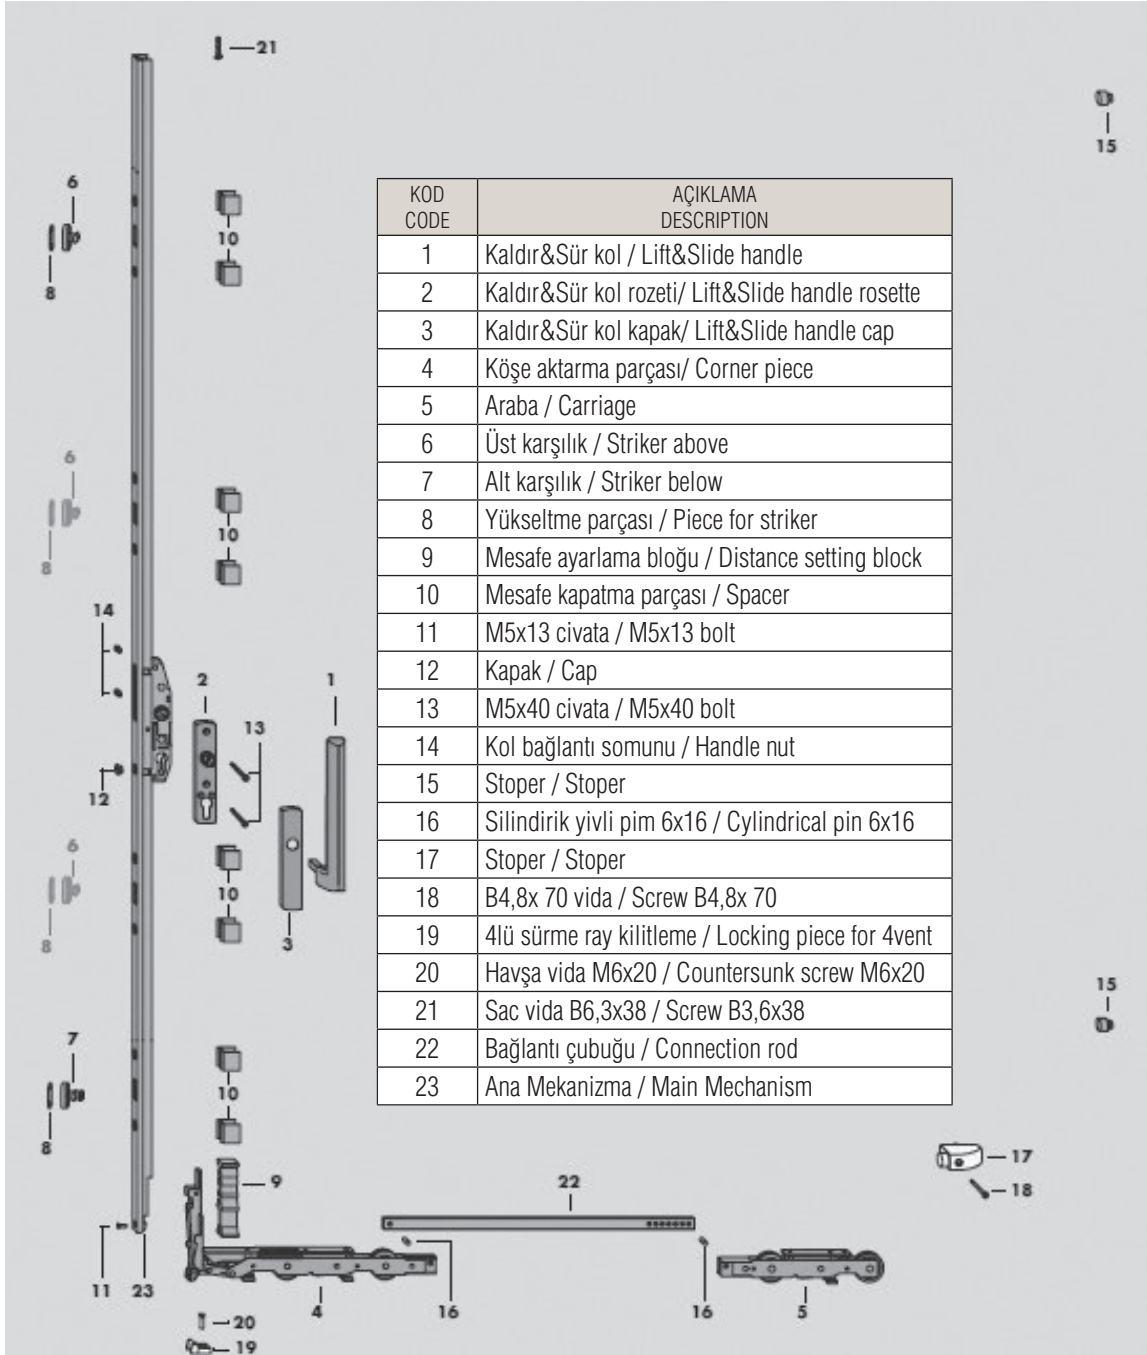 21
15
6
10
8
KOD
CODE
AÇIKLAMA
DESCRIPTION
1 Kaldır&Sür kol / Lift&Slide handle
2 Kaldır&Sür kol rozeti/ Lift&Slide handle rosette
3 Kaldır&Sür kol kapak/ Lift&Slide handle cap
4 Köşe aktarma parçası/ Corner piece
5 Araba / Carriage
6 Üst karşılık / Striker above
7 Alt karşılık / Striker below
8 Yükseltme parçası / Piece for striker
9 Mesafe ayarlama bloğu / Distance setting block
10 Mesafe kapatma parçası / Spacer
11 M5x13 civata / M5x13 bolt
12 Kapak / Cap
13 M5x40 civata / M5x40 bolt
14 Kol bağlantı somunu / Handle nut
15 Stoper / Stoper
16 Silindirik yivli pim 6x16 / Cylindrical pin 6x16
17 Stoper / Stoper
18 B4,8x 70 vida / Screw B4,8x 70
19 4lü sürme ray kilitleme / Locking piece for 4vent
20 Havşa vida M6x20 / Countersunk screw M6x20
21 Sac vida B6,3x38 / Screw B3,6x38
22 Bağlantı çubuğu / Connection rod
23 Ana Mekanizma / Main Mechanism
6
10
8
14
2
1
13
12
6
10
8
3
15
7
10
8
17
9
22
18
11
23
4
16
16
5
20
19